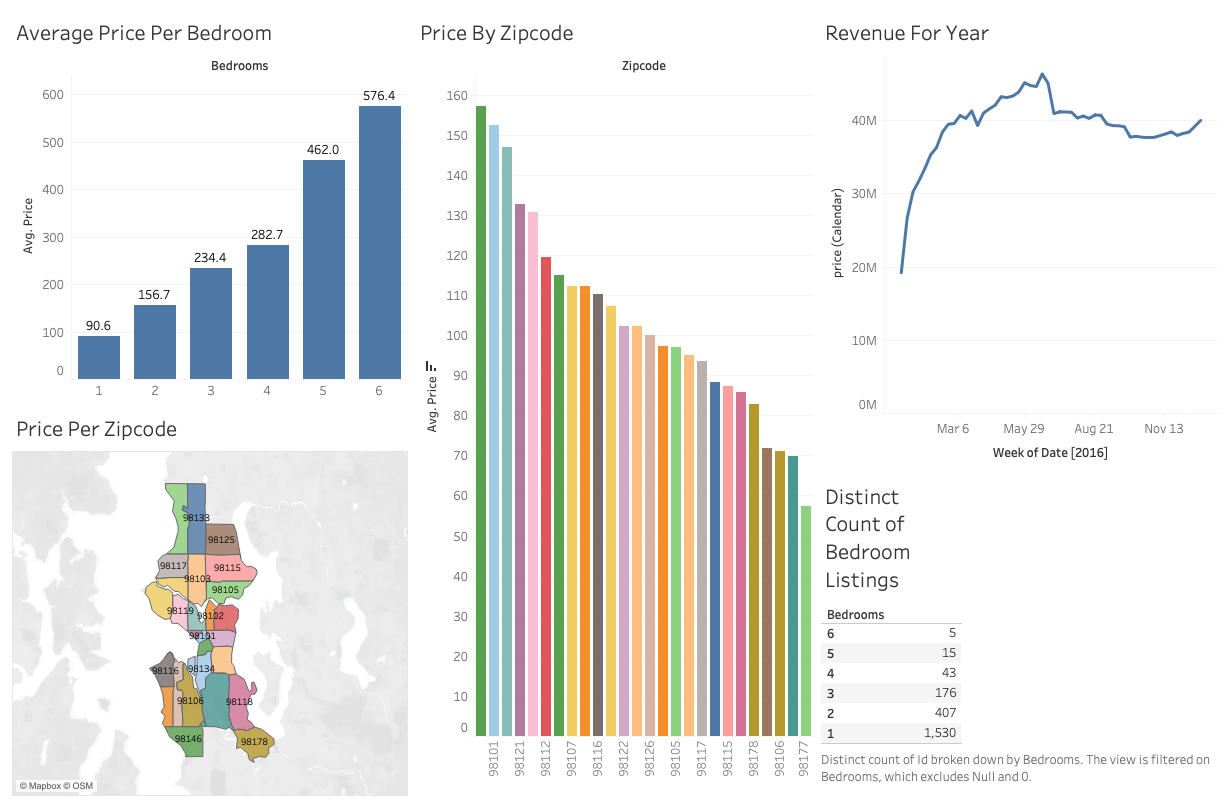 Average Price Per Bedroom
Bedrooms
Avg. Price
600
500
400
300
200
100
0
90.6
156.7
234.4
282.7
462.0
576.4
1
2
3
4
5
6
Price Per Zipcode
98133
98125
98117
98103
98115
98105
98119
98102
98101
98116
98134
98106
98118
98146
98178
© Mapbox © OSM
Price By Zipcode
Zipcode
Avg. Price
160
150
140
130
120
110
100
90
80
70
60
50
40
30
20
10
0
98101
98121
98112
98107
98116
98122
98126
98105
98117
98115
98178
98106
98177
Revenue For Year
price (Calendar)
40M
30M
20M
10M
0M
Mar 6
May 29
Aug 21
Nov 13
Week of Date [2016]
Distinct
Count of
Bedroom
Listings
Bedrooms
6 5
5 15
4 43
3 176
2 407
1 1,530
Distinct count of Id broken down by Bedrooms. The view is filtered on
Bedrooms, which excludes Null and 0.